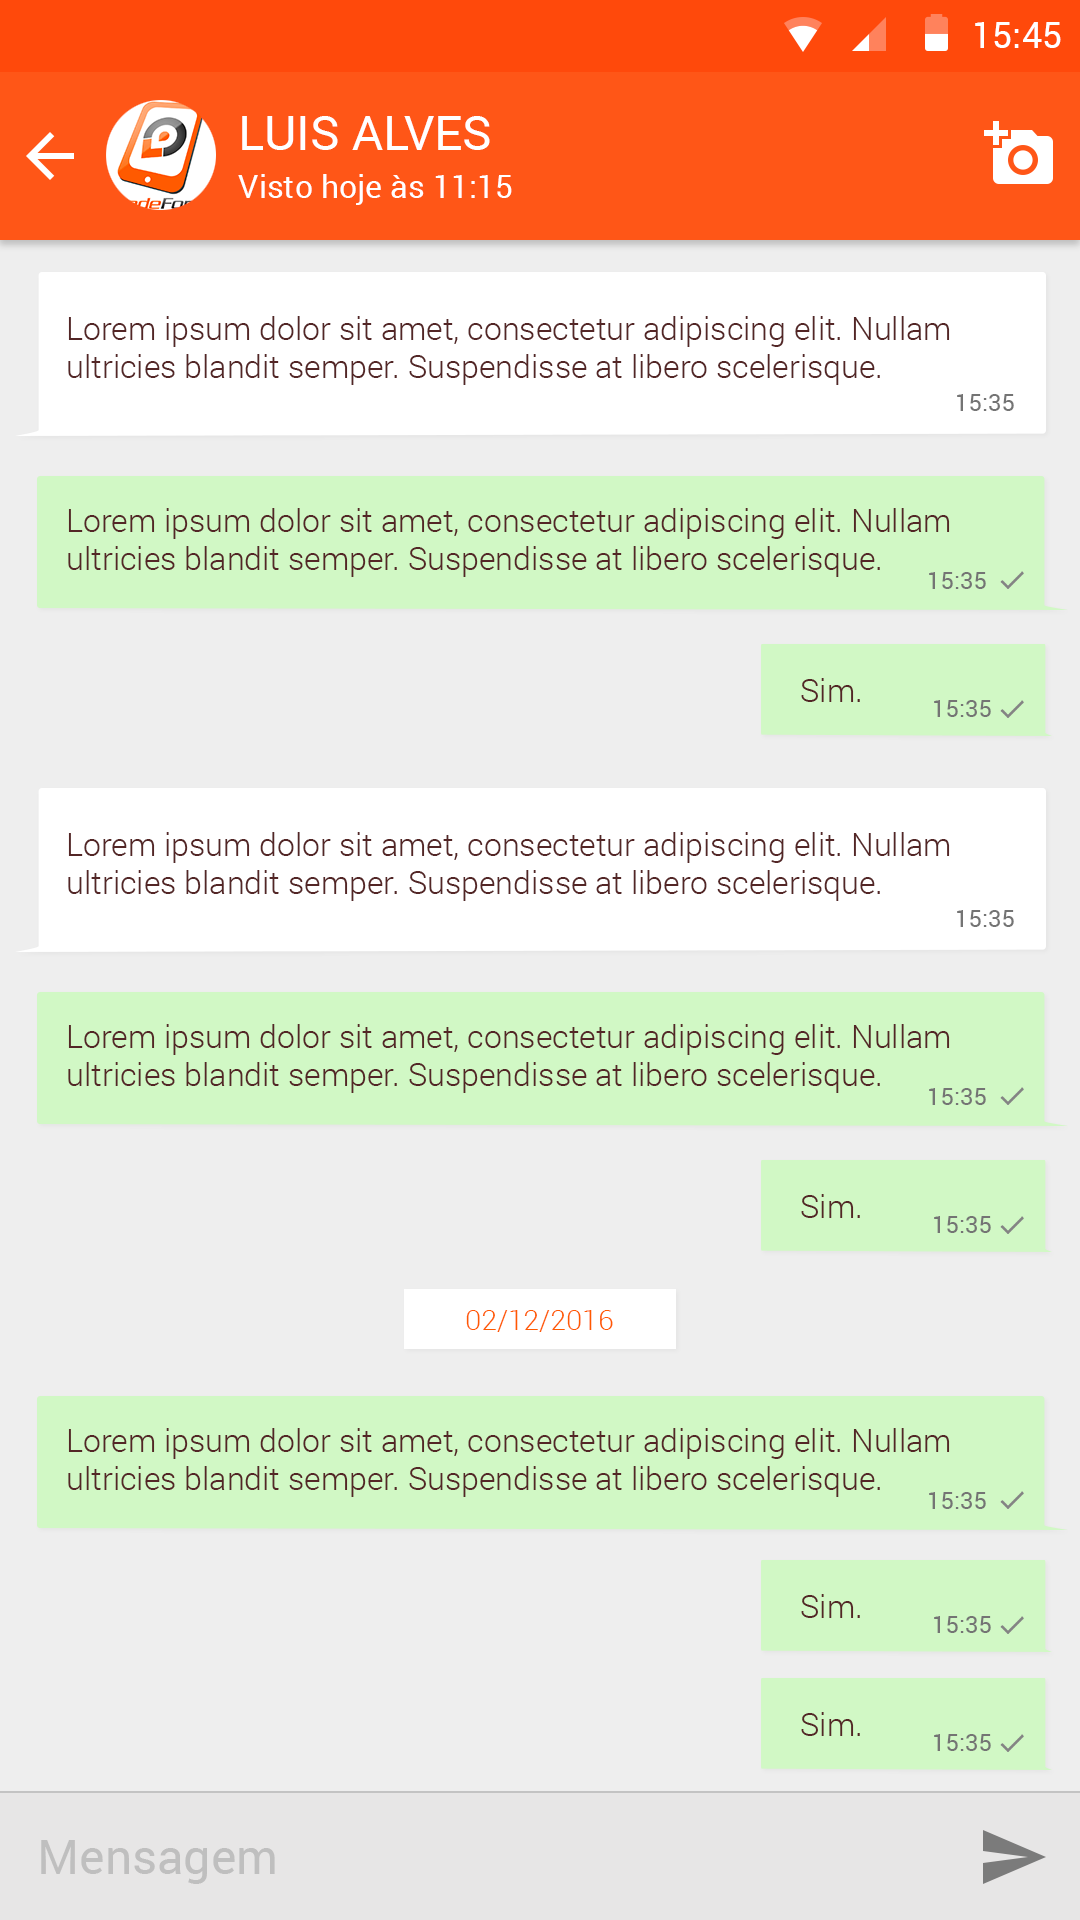 15:45
LUIS ALVES
Visto hoje às 11:15
Lorem ipsum dolor sit amet, consectetur adipiscing elit. Nullam
ultricies blandit semper. Suspendisse at libero scelerisque.
15:35
Lorem ipsum dolor sit amet, consectetur adipiscing elit. Nullam
ultricies blandit semper. Suspendisse at libero scelerisque.
15:35
Sim.
15:35
Lorem ipsum dolor sit amet, consectetur adipiscing elit. Nullam
ultricies blandit semper. Suspendisse at libero scelerisque.
15:35
Lorem ipsum dolor sit amet, consectetur adipiscing elit. Nullam
ultricies blandit semper. Suspendisse at libero scelerisque.
15:35
Sim.
15:35
02/12/2016
Lorem ipsum dolor sit amet, consectetur adipiscing elit. Nullam
ultricies blandit semper. Suspendisse at libero scelerisque.
15:35
Sim.
15:35
Sim.
15:35
Mensagem